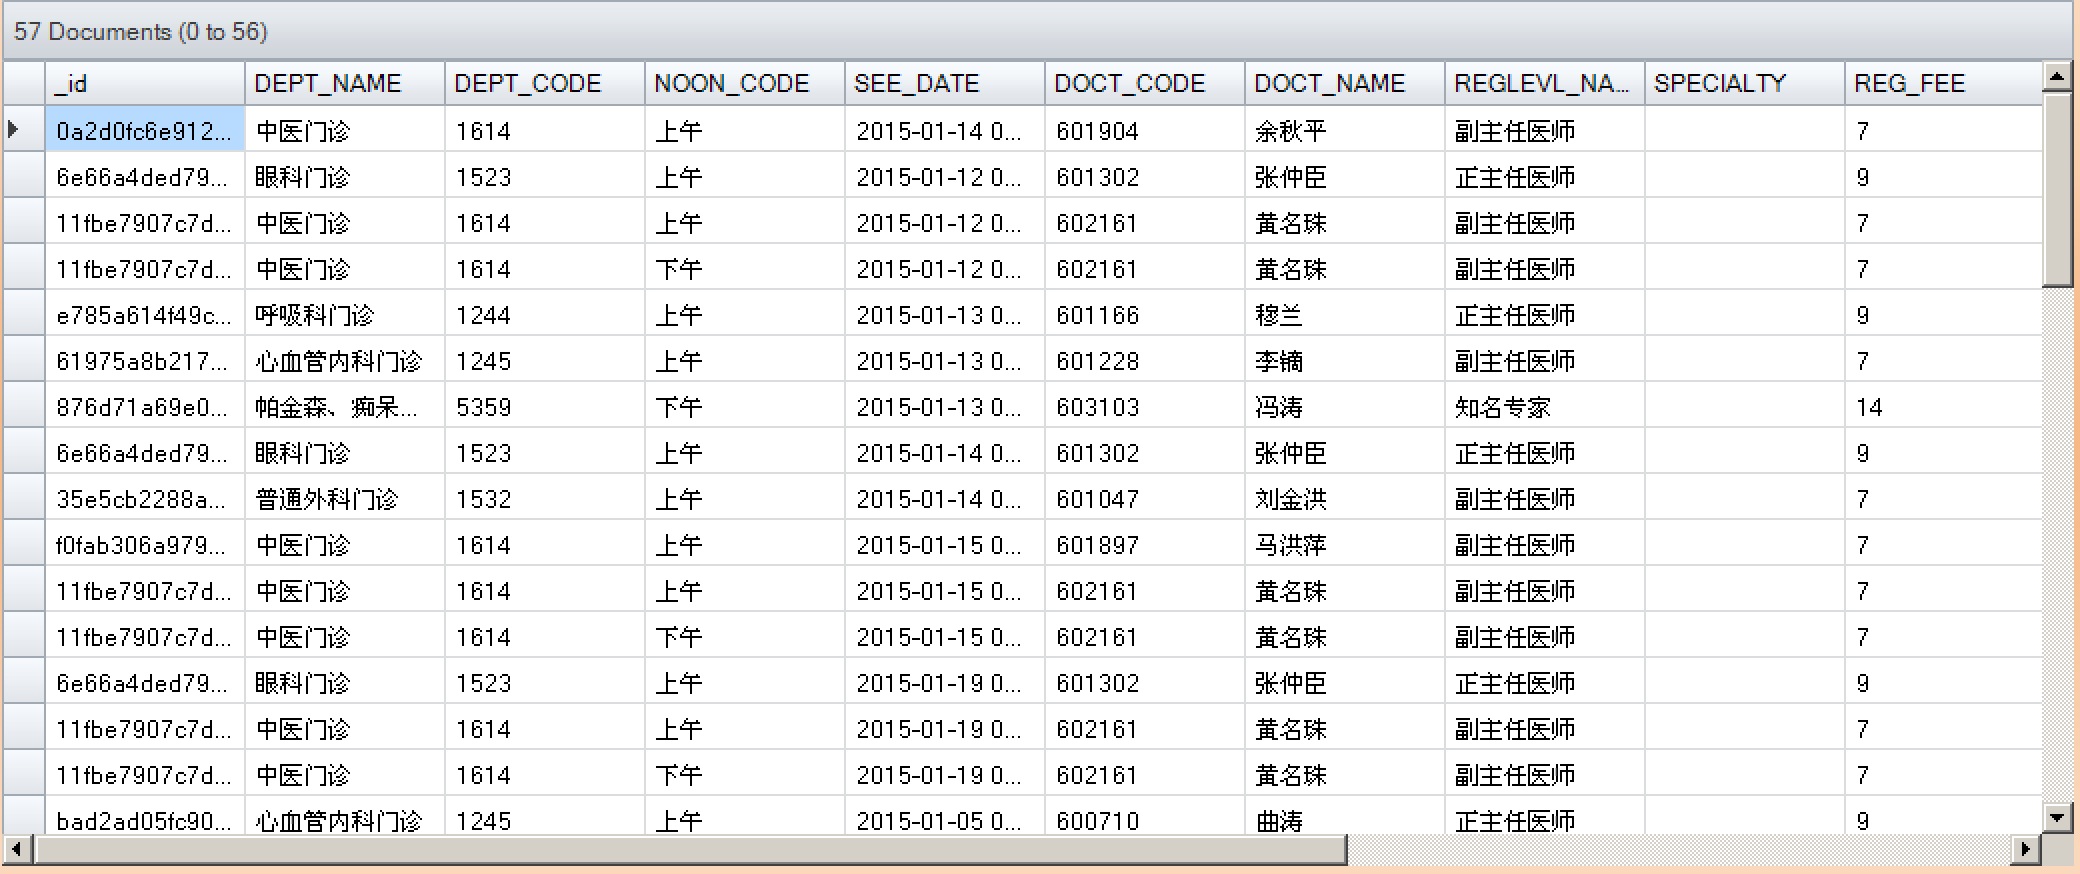 57 Documents (0 to 56)
_id DEPT_NAME DEPT_CODE NOON_CODE SEE_DATE DOCT_CODE DOCT_NAME REGLEVL_NA... SPECIALTY REG_FEE
0a2d0fc6e912... 中医门诊 1614 上午 2015-01-14 0... 601904 余秋平 副主任医师 7
6e66a4ded79... 眼科门诊 1523 上午 2015-01-12 0... 601302 张仲臣 正主任医师 9
11fbe7907c7d... 中医门诊 1614 上午 2015-01-12 0... 602161 黄名珠 副主任医师 7
11fbe7907c7d... 中医门诊 1614 下午 2015-01-12 0... 602161 黄名珠 副主任医师 7
e785a614f49c... 呼吸科门诊 1244 上午 2015-01-13 0... 601166 穆兰 正主任医师 9
61975a8b217... 心血管内科门诊 1245 上午 2015-01-13 0... 601228 李镝 副主任医师 7
876d71a69e0... 帕金森、痴呆... 5359 下午 2015-01-13 0... 603103 冯涛 知名专家 14
6e66a4ded79... 眼科门诊 1523 上午 2015-01-14 0... 601302 张仲臣 正主任医师 9
35e5cb2288a... 普通外科门诊 1532 上午 2015-01-14 0... 601047 刘金洪 副主任医师 7
f0fab306a979... 中医门诊 1614 上午 2015-01-15 0... 601897 马洪萍 副主任医师 7
11fbe7907c7d... 中医门诊 1614 上午 2015-01-15 0... 602161 黄名珠 副主任医师 7
11fbe7907c7d... 中医门诊 1614 下午 2015-01-15 0... 602161 黄名珠 副主任医师 7
6e66a4ded79... 眼科门诊 1523 上午 2015-01-19 0... 601302 张仲臣 正主任医师 9
11fbe7907c7d... 中医门诊 1614 上午 2015-01-19 0... 602161 黄名珠 副主任医师 7
11fbe7907c7d... 中医门诊 1614 下午 2015-01-19 0... 602161 黄名珠 副主任医师 7
bad2ad05fc90... 心血管内科门诊 1245 上午 2015-01-05 0... 600710 曲涛 正主任医师 9